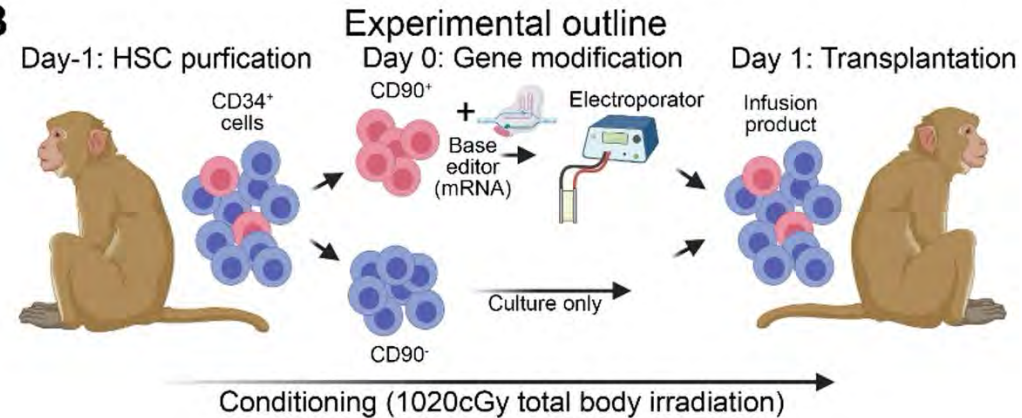 B
Experimental outline
Day-1: HSC purfication
Day 0: Gene modification
Day 1: Transplantation
CD34⁺
cells
CD90⁺
+
Base
editor
(mRNA)
Electroporator
Infusion
product
Culture only
CD90⁻
Conditioning (1020cGy total body irradiation)